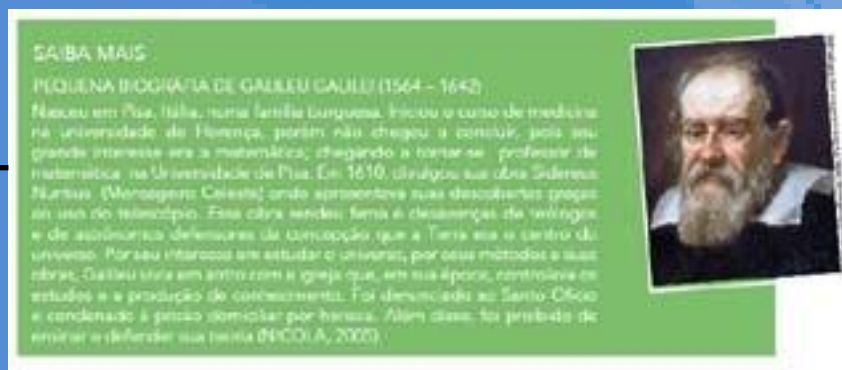 SAIBA MAIS
PEQUENA BIOGRAFIA DE GALILEU GALILEI (1564 – 1642)
Nasceu em Pisa, Itália, numa família burguesa. Iniciou o curso de medicina
na universidade de Florença, porém não chegou a concluir, pois seu
grande interesse era a matemática, chegando a tornar-se professor de
matemática na Universidade de Pisa. Em 1610, divulgou sua obra Sidereus
Nuntius (Mensageiro Celeste) onde apresentava suas descobertas graças
ao uso do telescópio. Essa obra rendeu fama e desavenças de teólogos
e de astrônomos defensores da concepção que a Terra era o centro do
universo. Por seu interesse em estudar o universo, por seus métodos e suas
obras, Galileu vivia em atrito com a igreja que, em sua época, controlava os
estudos e a produção de conhecimento. Foi denunciado ao Santo Ofício
e condenado à prisão domiciliar por heresia. Além disso, foi proibido de
ensinar e defender sua teoria (NICOLA, 2005).